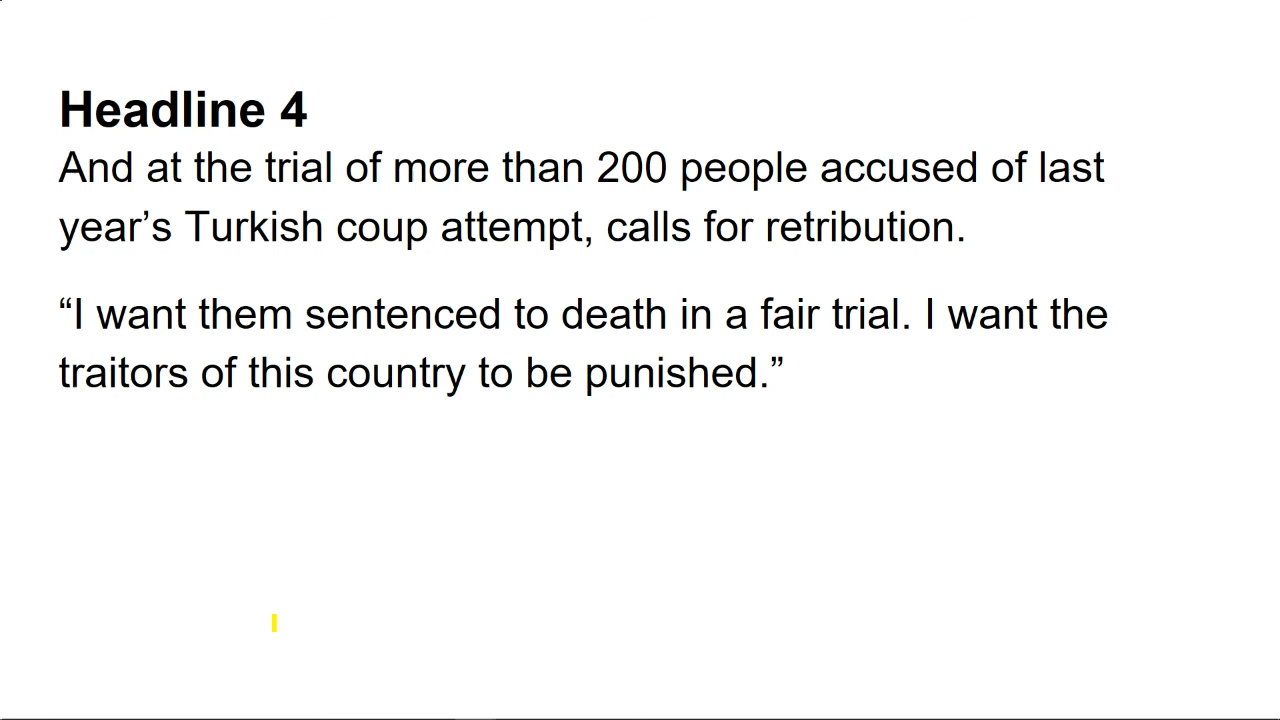 Headline 4
And at the trial of more than 200 people accused of last
year’s Turkish coup attempt, calls for retribution.
“I want them sentenced to death in a fair trial. I want the
traitors of this country to be punished.”